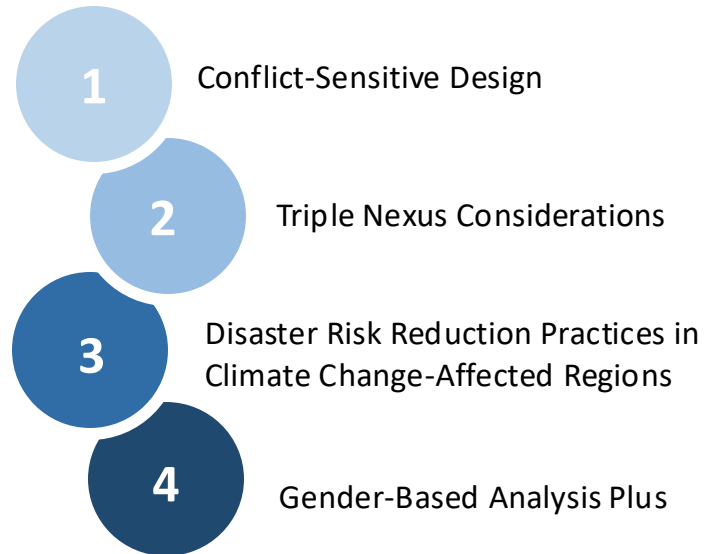 1
Conflict-Sensitive Design
2
Triple Nexus Considerations
3
Disaster Risk Reduction Practices in
Climate Change-Affected Regions
4
Gender-Based Analysis Plus